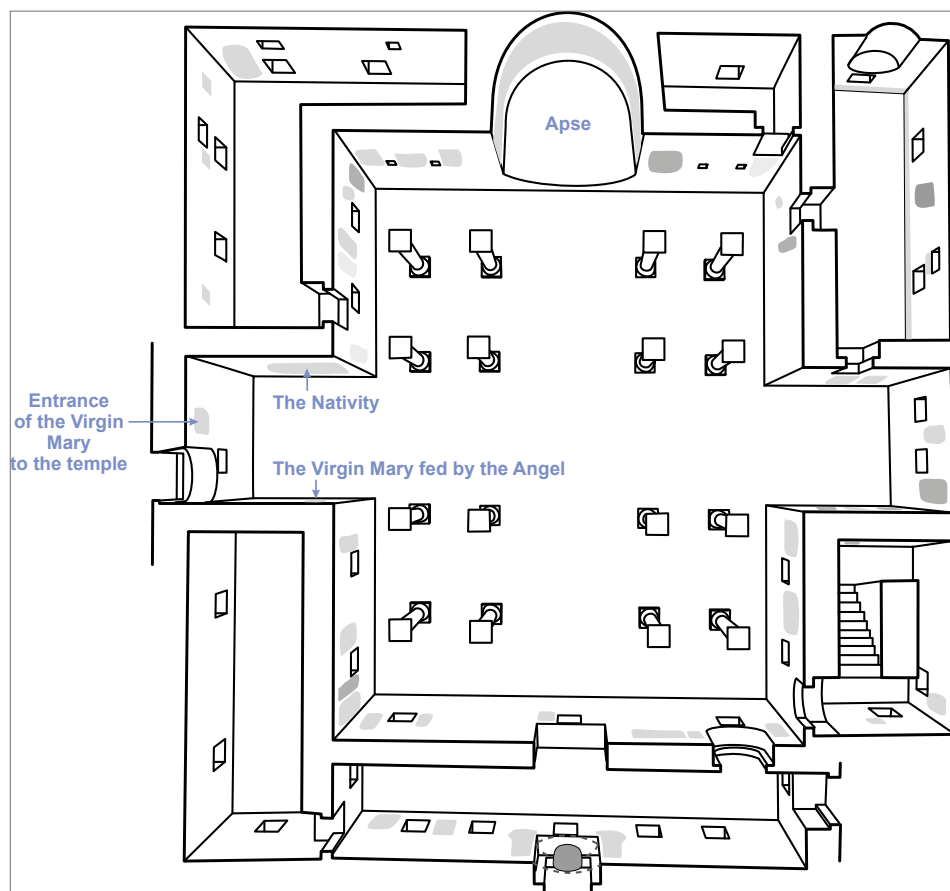 Apse
The Nativity
Entrance
of the Virgin
Mary
to the temple
The Virgin Mary fed by the Angel